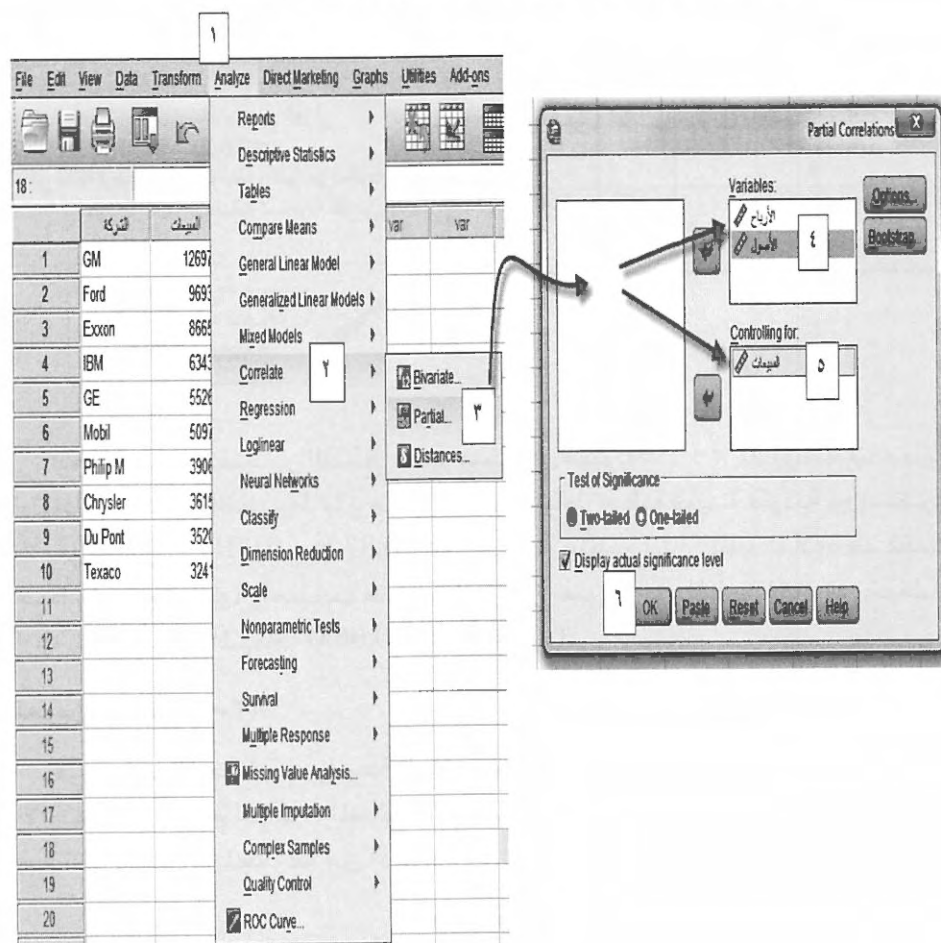 ١
File Edit View Data Transform Analyze Direct Marketing Graphs Utilities Add-ons
18 :
الشركة المبيعات var var
1 GM 12697
2 Ford 9693
3 Exxon 8665
4 IBM 6343
5 GE 5526
6 Mobil 5097
7 Philip M 3906
8 Chrysler 3615
9 Du Pont 3520
10 Texaco 3241
11
12
13
14
15
16
17
18
19
20
Reports
Descriptive Statistics
Tables
Compare Means
General Linear Model
Generalized Linear Models
Mixed Models
Correlate ٢
Regression
Loglinear
Neural Networks
Classify
Dimension Reduction
Scale
Nonparametric Tests
Forecasting
Survival
Multiple Response
Missing Value Analysis...
Multiple Imputation
Complex Samples
Quality Control
ROC Curve...
Bivariate...
Partial... ٣
Distances...
Partial Correlations X
Variables:
الأرباح
الأصول ٤
Options...
Bootstrap...
Controlling for:
المبيعات ٥
Test of Significance
Two-tailed One-tailed
Display actual significance level
٦ OK Paste Reset Cancel Help